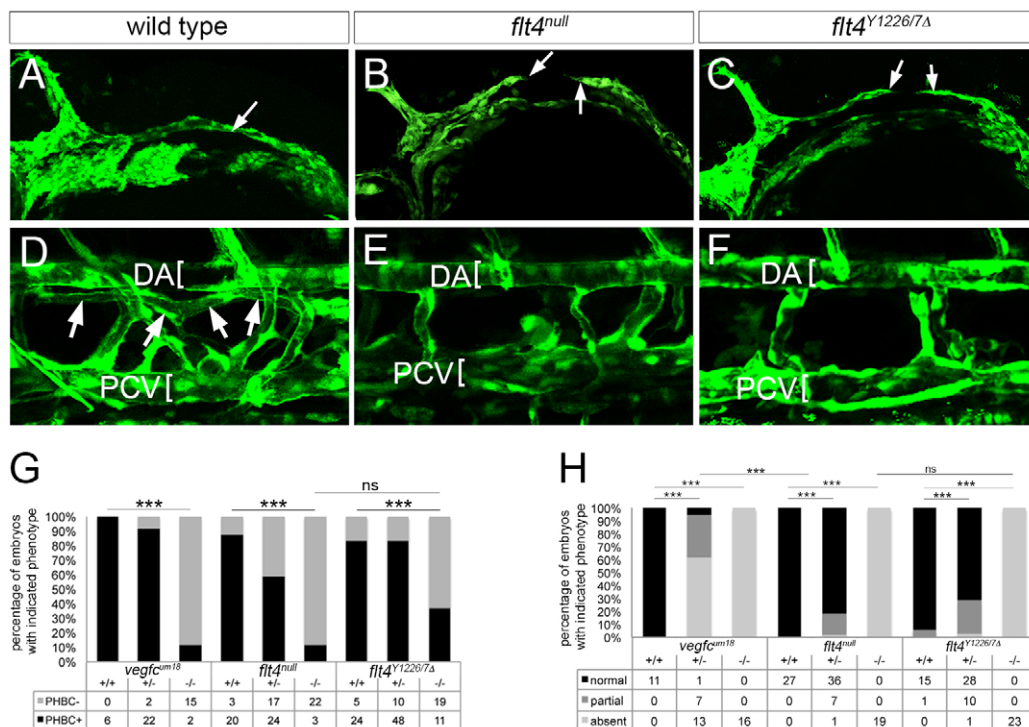 wild type
flt4null
flt4Y1226/7Δ
A
B
C
D
DA[
PCV[
E
DA[
PCV[
F
DA[
PCV[
G
ns
***
***
***
percentage of embryos
with indicated phenotype
100%
90%
80%
70%
60%
50%
40%
30%
20%
10%
0%
vegfcum18
flt4null
flt4Y1226/7Δ
+/+ +/- -/- +/+ +/- -/- +/+ +/- -/-
PHBC- 0 2 15 3 17 22 5 10 19
PHBC+ 6 22 2 20 24 3 24 48 11
H
***
ns
***
***
***
***
***
***
percentage of embryos
with indicated phenotype
100%
90%
80%
70%
60%
50%
40%
30%
20%
10%
0%
vegfcum18
flt4null
flt4Y1226/7Δ
+/+ +/- -/- +/+ +/- -/- +/+ +/- -/-
normal 11 1 0 27 36 0 15 28 0
partial 0 7 0 0 7 0 1 10 0
absent 0 13 16 0 1 19 0 1 23